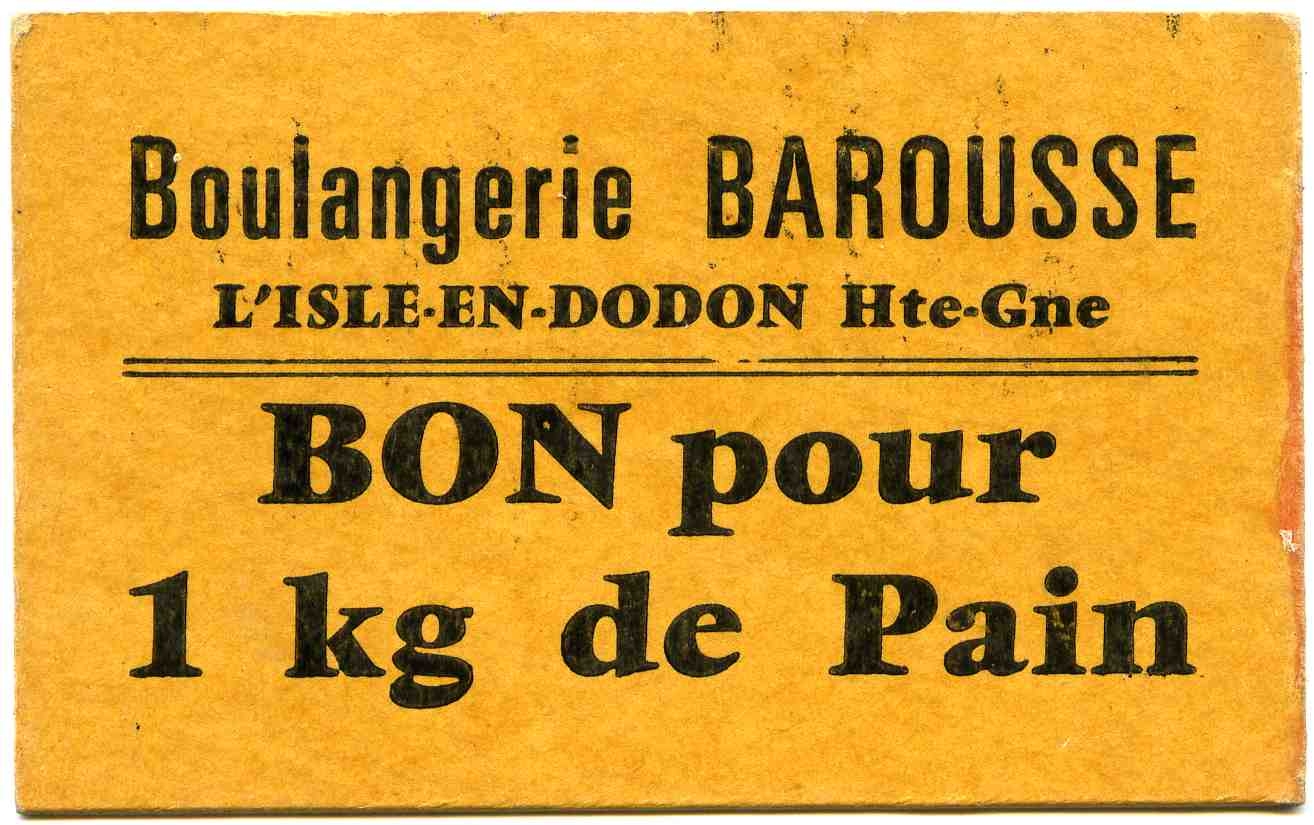 Boulangerie BAROUSSE
L'ISLE-EN-DODON Hte-Gne
BON pour
1 kg de Pain